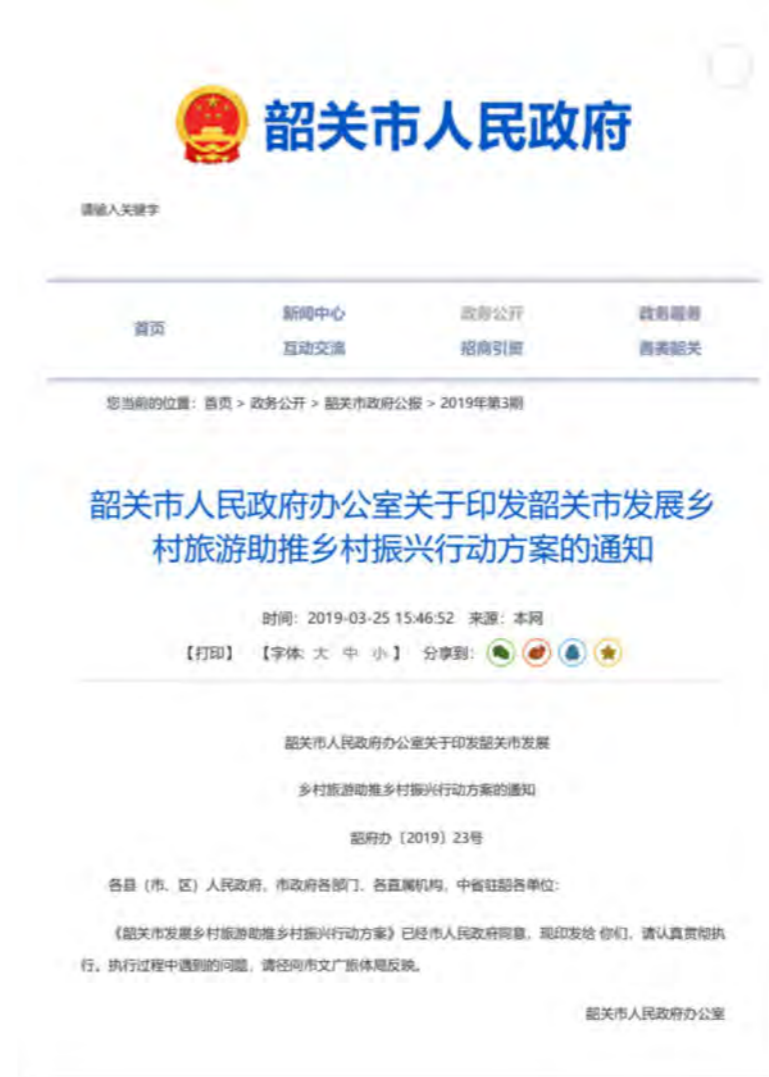 韶关市人民政府
请输入关键字
首页
新闻中心
政务公开
政务服务
互动交流
招商引资
善美韶关
您当前的位置：首页 > 政务公开 > 韶关市政府公报 > 2019年第3期
韶关市人民政府办公室关于印发韶关市发展乡
村旅游助推乡村振兴行动方案的通知
时间：2019-03-25 15:46:52 来源：本网
【打印】 【字体: 大 中 小 】 分享到：
韶关市人民政府办公室关于印发韶关市发展
乡村旅游助推乡村振兴行动方案的通知
韶府办〔2019〕23号
各县（市、区）人民政府，市政府各部门、各直属机构，中省驻韶各单位：
《韶关市发展乡村旅游助推乡村振兴行动方案》已经市人民政府同意，现印发给 你们，请认真贯彻执
行。执行过程中遇到的问题，请径向市文广旅体局反映。
韶关市人民政府办公室